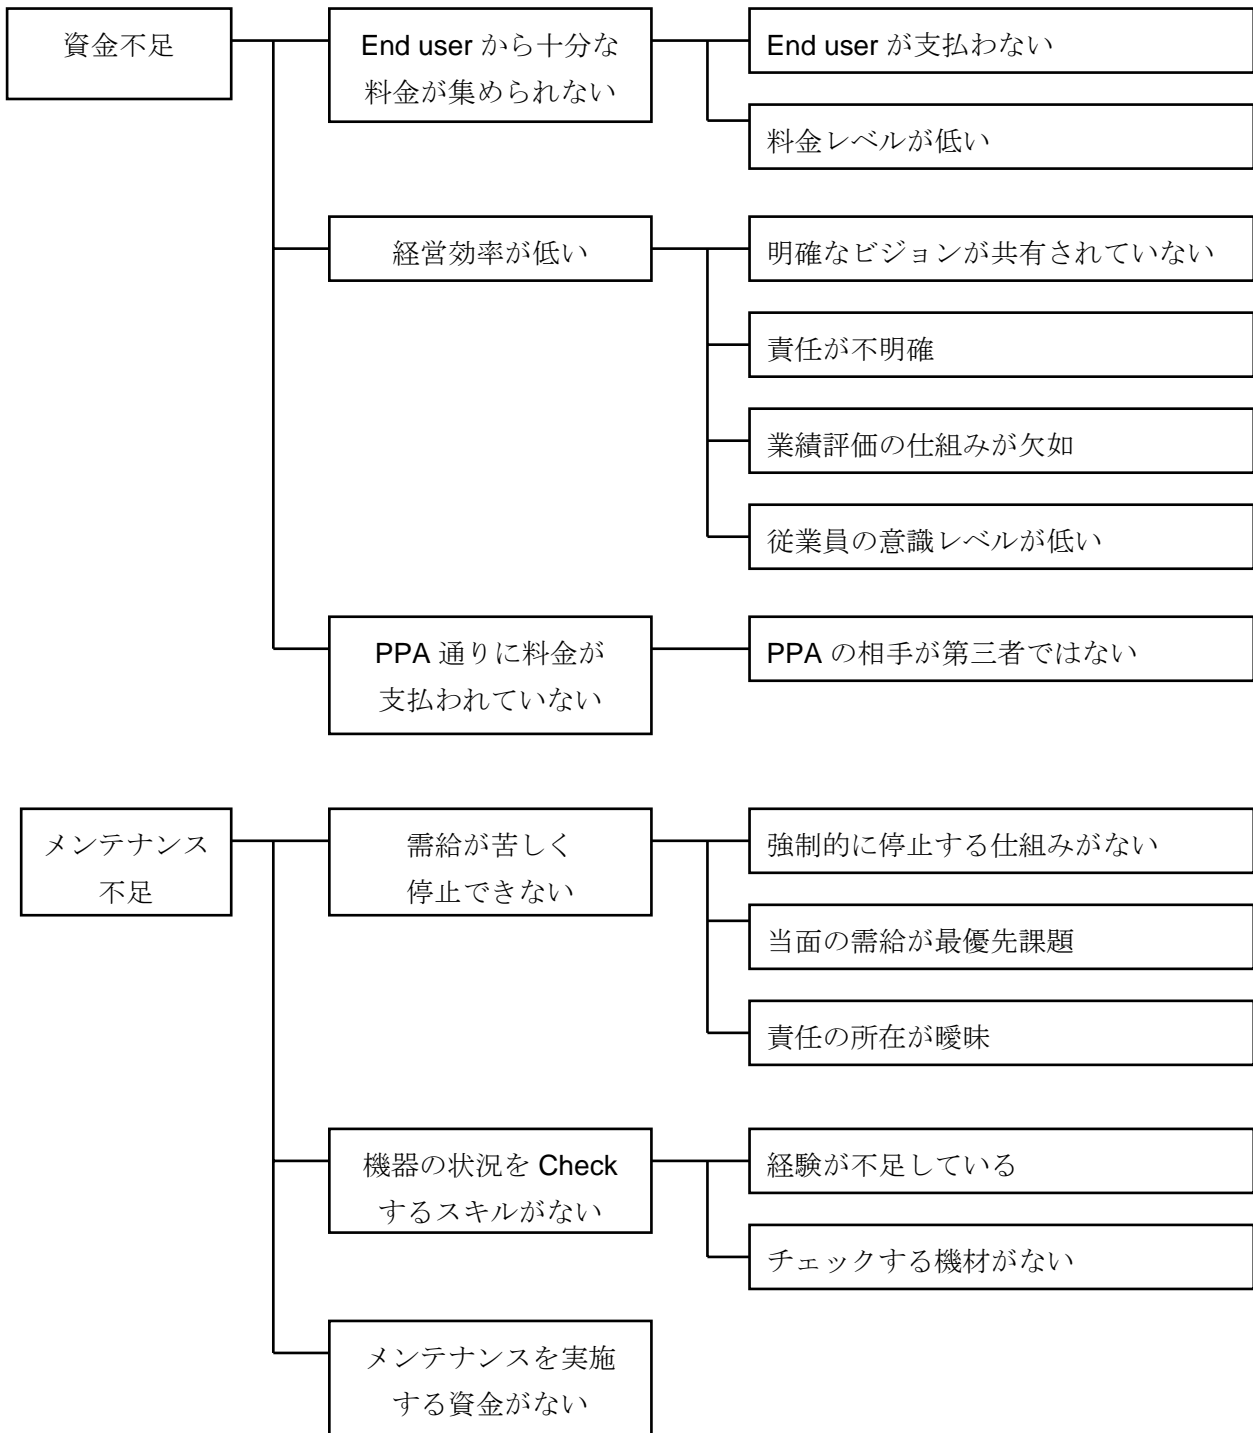 資金不足
End user から十分な
料金が集められない
End user が支払わない
料金レベルが低い
経営効率が低い
明確なビジョンが共有されていない
責任が不明確
業績評価の仕組みが欠如
従業員の意識レベルが低い
PPA 通りに料金が
支払われていない
PPA の相手が第三者ではない
メンテナンス
不足
需給が苦しく
停止できない
強制的に停止する仕組みがない
当面の需給が最優先課題
責任の所在が曖昧
機器の状況を Check
するスキルがない
経験が不足している
チェックする機材がない
メンテナンスを実施
する資金がない